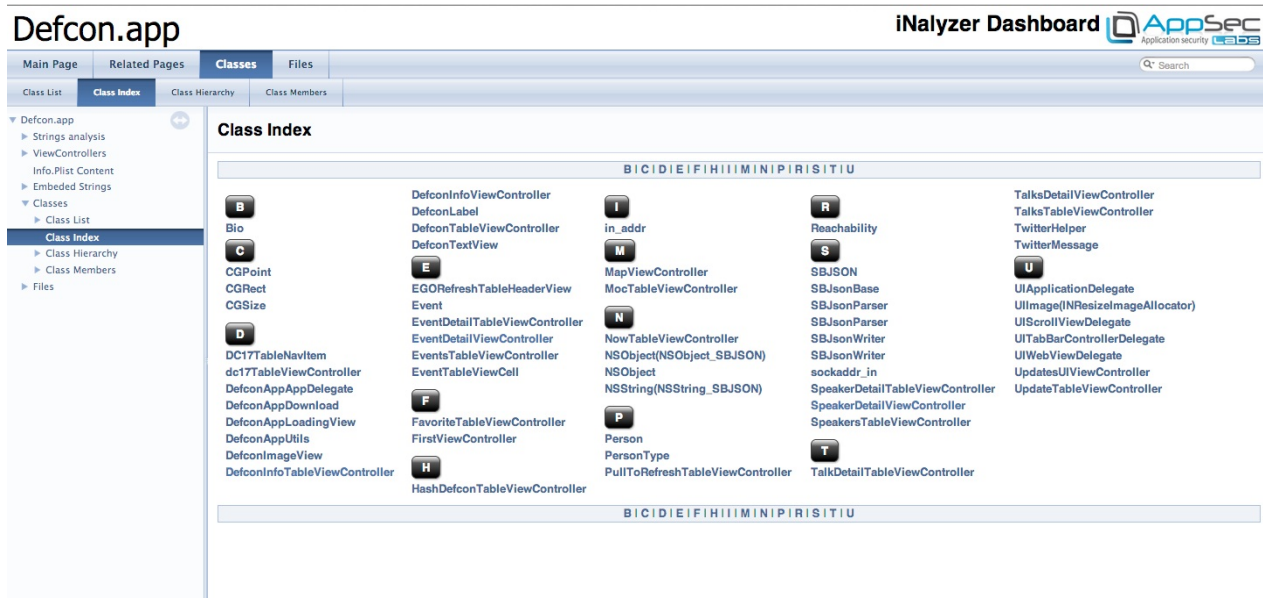 Defcon.app
iNalyzer Dashboard
AppSec
Application security Labs
Main Page
Related Pages
Classes
Files
Search
Class List
Class Index
Class Hierarchy
Class Members
Defcon.app
Strings analysis
ViewControllers
Info.Plist Content
Embeded Strings
Classes
Class List
Class Index
Class Hierarchy
Class Members
Files
Class Index
B | C | D | E | F | H | I | M | N | P | R | S | T | U
B
Bio
C
CGPoint
CGRect
CGSize
D
DC17TableNavItem
dc17TableViewController
DefconAppAppDelegate
DefconAppDownload
DefconAppLoadingView
DefconAppUtils
DefconImageView
DefconInfoTableViewController
DefconInfoViewController
DefconLabel
DefconTableViewController
DefconTextView
E
EGORefreshTableHeaderView
Event
EventDetailTableViewController
EventDetailViewController
EventsTableViewController
EventTableViewCell
F
FavoriteTableViewController
FirstViewController
H
HashDefconTableViewController
I
in_addr
M
MapViewController
MocTableViewController
N
NowTableViewController
NSObject(NSObject_SBJSON)
NSObject
NSString(NSString_SBJSON)
P
Person
PersonType
PullToRefreshTableViewController
R
Reachability
S
SBJSON
SBJsonBase
SBJsonParser
SBJsonParser
SBJsonWriter
SBJsonWriter
sockaddr_in
SpeakerDetailTableViewController
SpeakerDetailViewController
SpeakersTableViewController
T
TalkDetailTableViewController
TalksDetailViewController
TalksTableViewController
TwitterHelper
TwitterMessage
U
UIApplicationDelegate
UIImage(INResizeImageAllocator)
UIScrollViewDelegate
UITabBarControllerDelegate
UIWebViewDelegate
UpdatesUIViewController
UpdateTableViewController
B | C | D | E | F | H | I | M | N | P | R | S | T | U